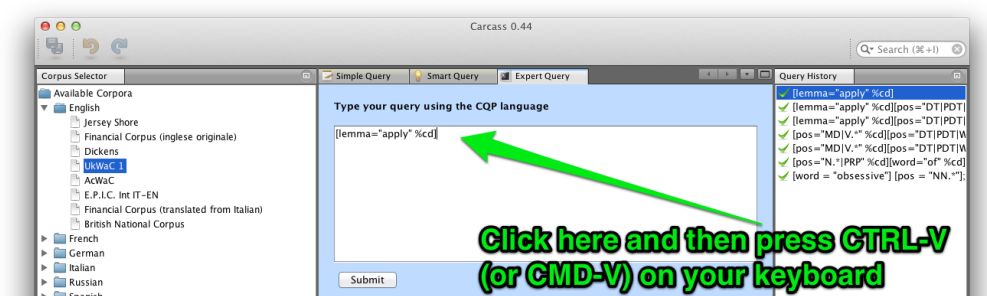 Carcass 0.44
Search (⌘+I)
Corpus Selector
Simple Query
Smart Query
Expert Query
Query History
Available Corpora
English
Jersey Shore
Financial Corpus (inglese originale)
Dickens
UkWaC 1
AcWaC
E.P.I.C. Int IT-EN
Financial Corpus (translated from Italian)
British National Corpus
French
German
Italian
Russian
Spanish
Type your query using the CQP language
[lemma="apply" %cd]
Click here and then press CTRL-V
(or CMD-V) on your keyboard
Submit
[lemma="apply" %cd]
[lemma="apply" %cd][pos="DT|PDT|
[lemma="apply" %cd][pos="DT|PDT|
[pos="MD|V.*" %cd][pos="DT|PDT|W
[pos="MD|V.*" %cd][pos="DT|PDT|W
[pos="N.*|PRP" %cd][word="of" %cd]
[word = "obsessive"] [pos = "NN.*"];